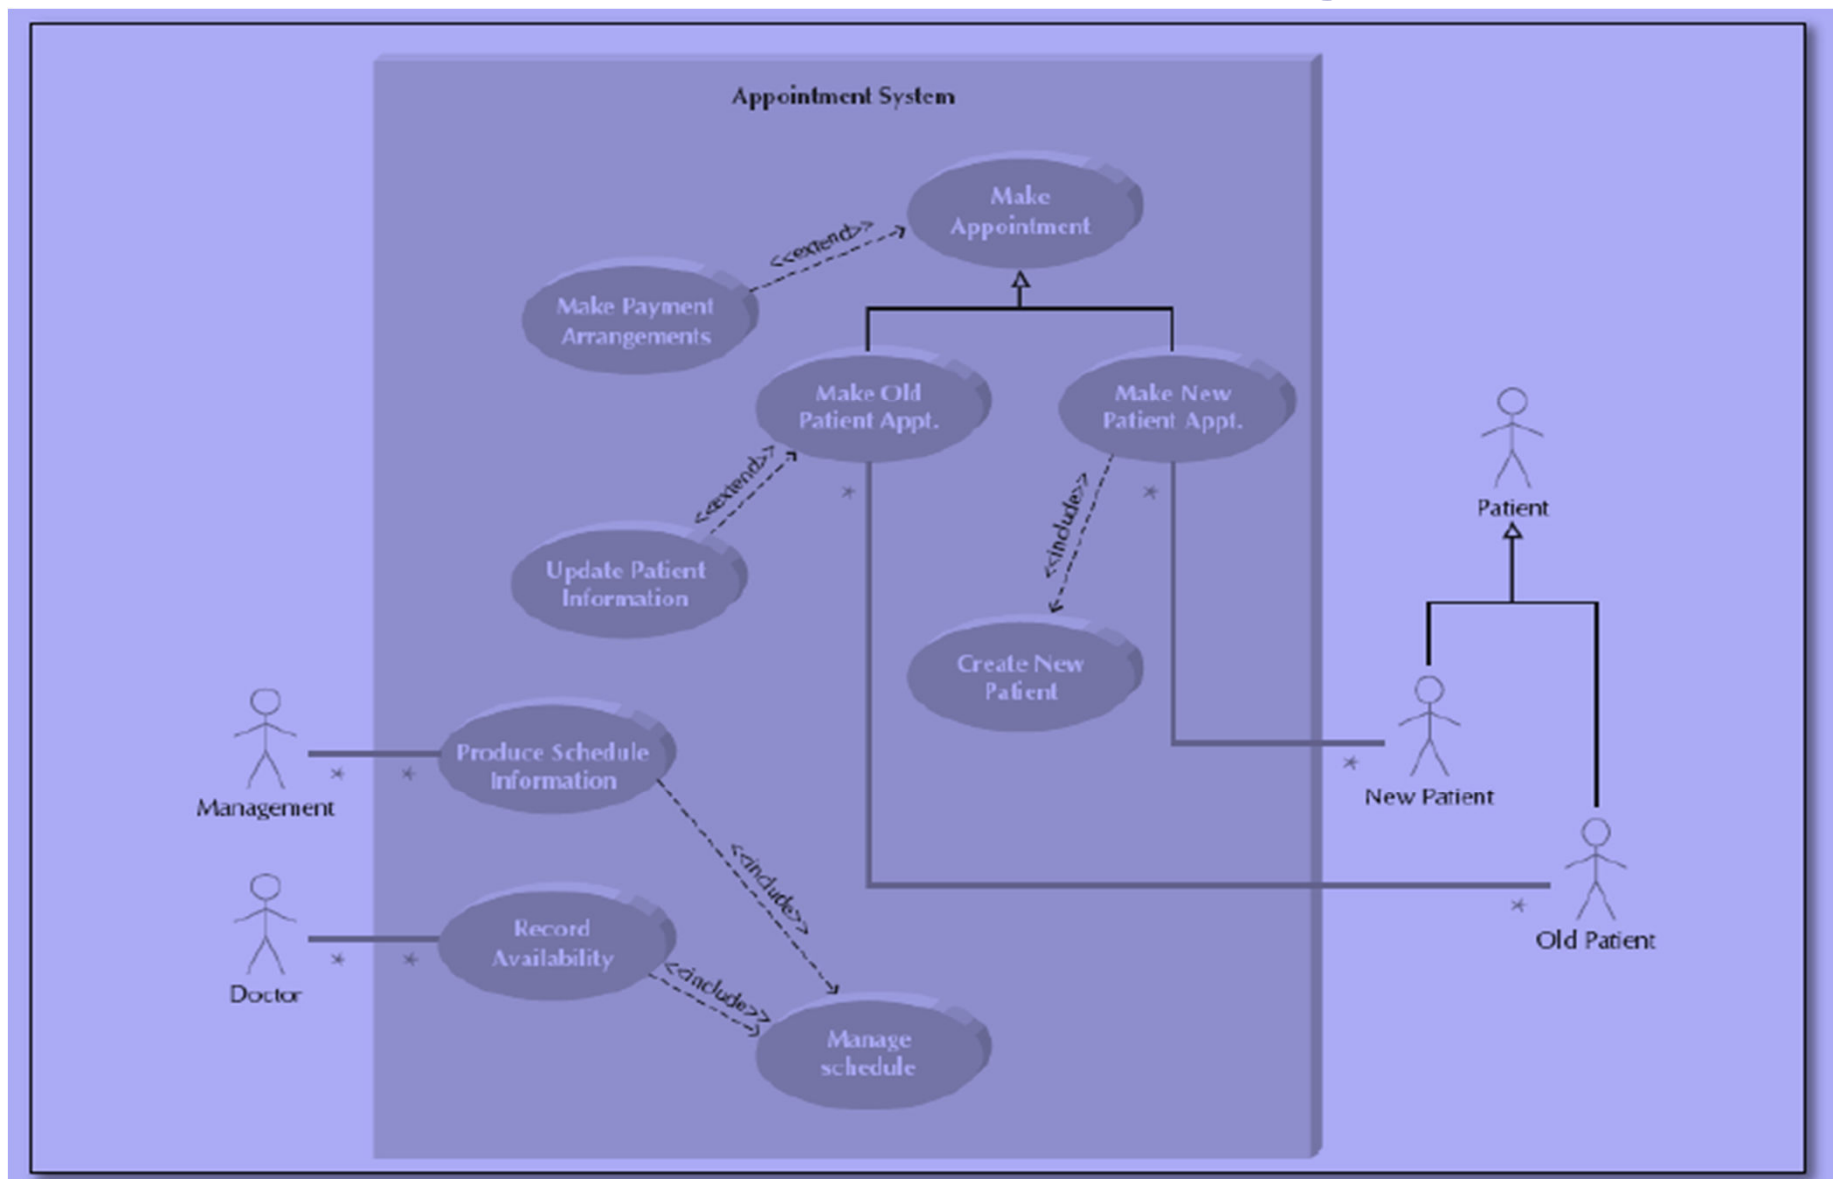 Appointment System
Make
Appointment
<<extend>>
Make Payment
Arrangements
Make Old
Patient Appt.
Make New
Patient Appt.
<<extend>>
*
<<include>>
*
Patient
Update Patient
Information
Create New
Patient
Management
*
*
Produce Schedule
Information
*
New Patient
<<include>>
Doctor
*
*
Record
Availability
<<include>>
*
Old Patient
Manage
schedule